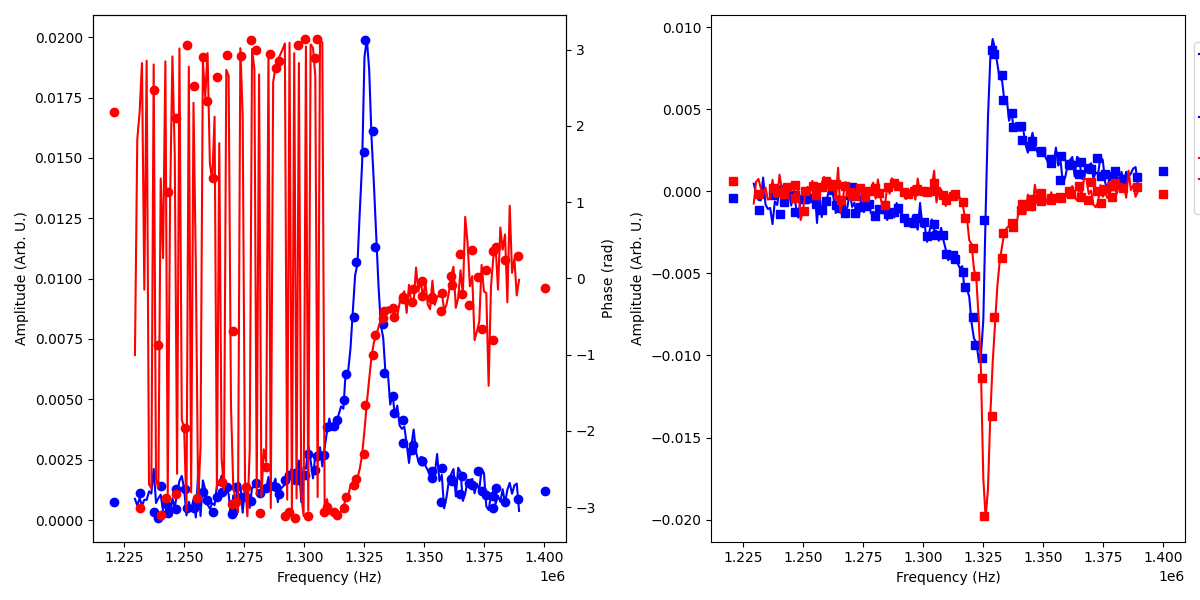 0.0200
0.0175
0.0150
0.0125
0.0100
0.0075
0.0050
0.0025
0.0000
Amplitude (Arb. U.)
1.225 1.250 1.275 1.300 1.325 1.350 1.375 1.400
1e6
Frequency (Hz)
3
2
1
0
−1
−2
−3
Phase (rad)
0.010
0.005
0.000
−0.005
−0.010
−0.015
−0.020
Amplitude (Arb. U.)
1.225 1.250 1.275 1.300 1.325 1.350 1.375 1.400
1e6
Frequency (Hz)